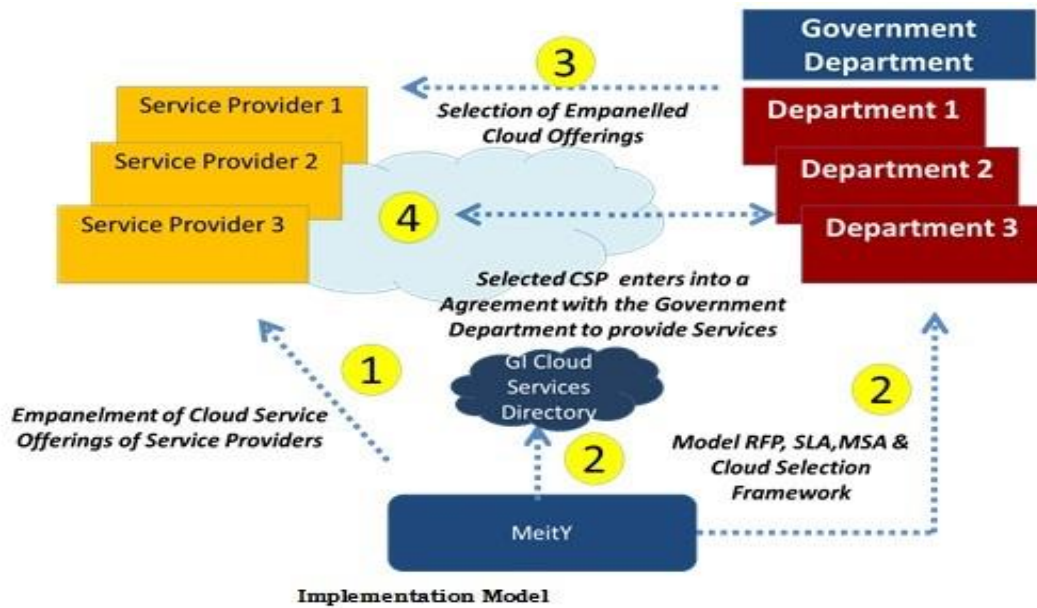 Government
Department
3
Service Provider 1
Selection of Empanelled
Cloud Offerings
Department 1
Service Provider 2
Department 2
Service Provider 3
4
Department 3
Selected CSP enters into a
Agreement with the Government
Department to provide Services
1
GI Cloud
Services
Directory
2
Empanelment of Cloud Service
Offerings of Service Providers
2
Model RFP, SLA,MSA &
Cloud Selection
Framework
MeitY
Implementation Model